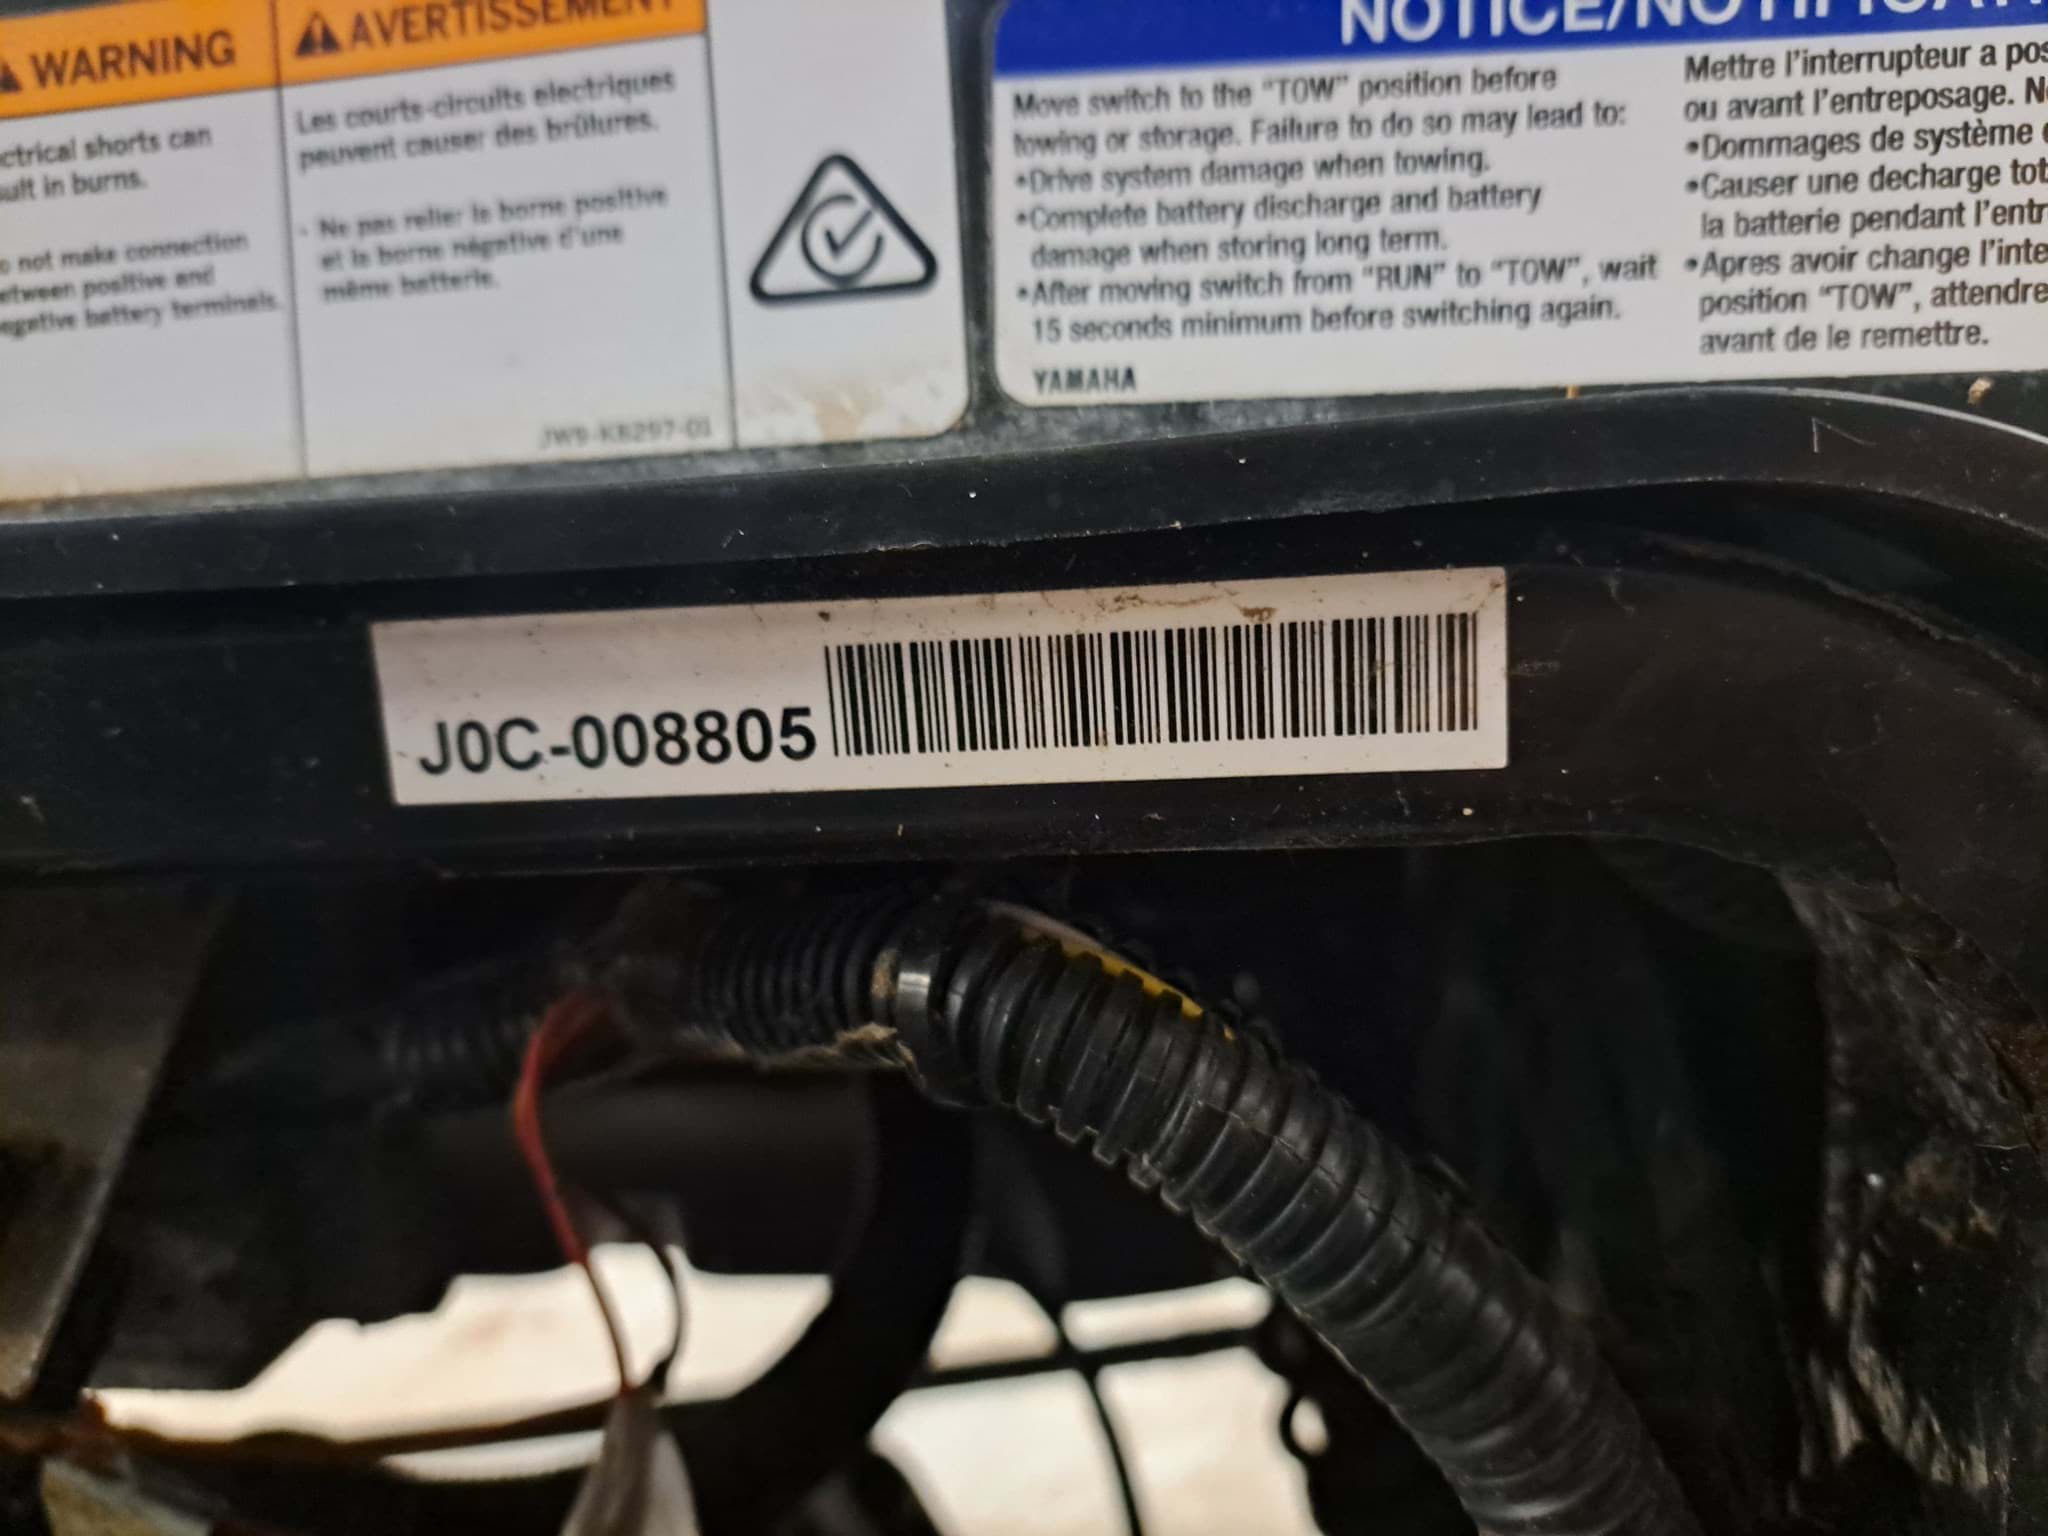 WARNING
ctrical shorts can
sult in burns.
o not make connection
etween positive and
egative battery terminals.
AVERTISSEMENT
Les courts-circuits electriques
peuvent causer des brûlures.
- Ne pas relier le borne positive
et le borne négative d'une
même batterie.
JW9-K8297-01
NOTICE/NOTIFICAT
Move switch to the "TOW" position before
towing or storage. Failure to do so may lead to:
•Drive system damage when towing.
•Complete battery discharge and battery
damage when storing long term.
•After moving switch from "RUN" to "TOW", wait
15 seconds minimum before switching again.
YAMAHA
Mettre l'interrupteur a pos
ou avant l'entreposage. N
•Dommages de système
•Causer une decharge tot
la batterie pendant l'entr
•Apres avoir change l'inte
position "TOW", attendre
avant de le remettre.
J0C-008805